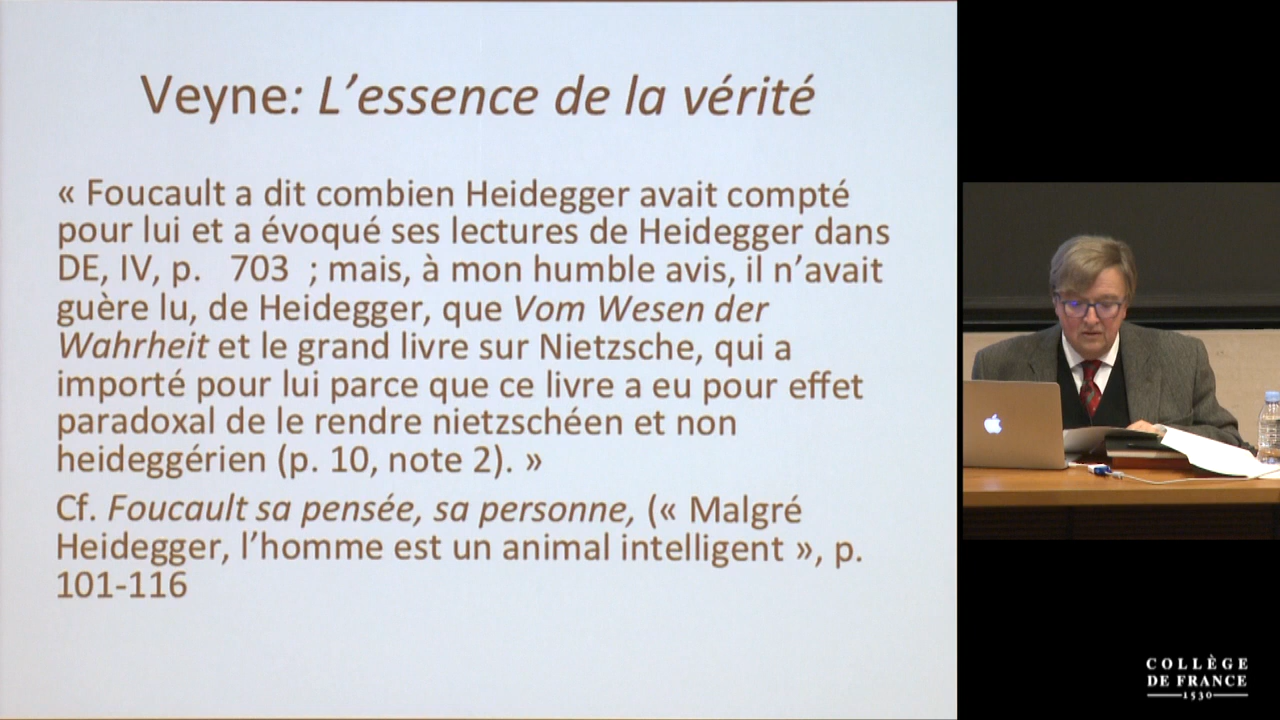 Veyne: L’essence de la vérité
« Foucault a dit combien Heidegger avait compté
pour lui et a évoqué ses lectures de Heidegger dans
DE, IV, p. 703 ; mais, à mon humble avis, il n’avait
guère lu, de Heidegger, que Vom Wesen der
Wahrheit et le grand livre sur Nietzsche, qui a
importé pour lui parce que ce livre a eu pour effet
paradoxal de le rendre nietzschéen et non
heideggérien (p. 10, note 2). »
Cf. Foucault sa pensée, sa personne, (« Malgré
Heidegger, l’homme est un animal intelligent », p.
101-116
COLLÈGE
DE FRANCE
1530